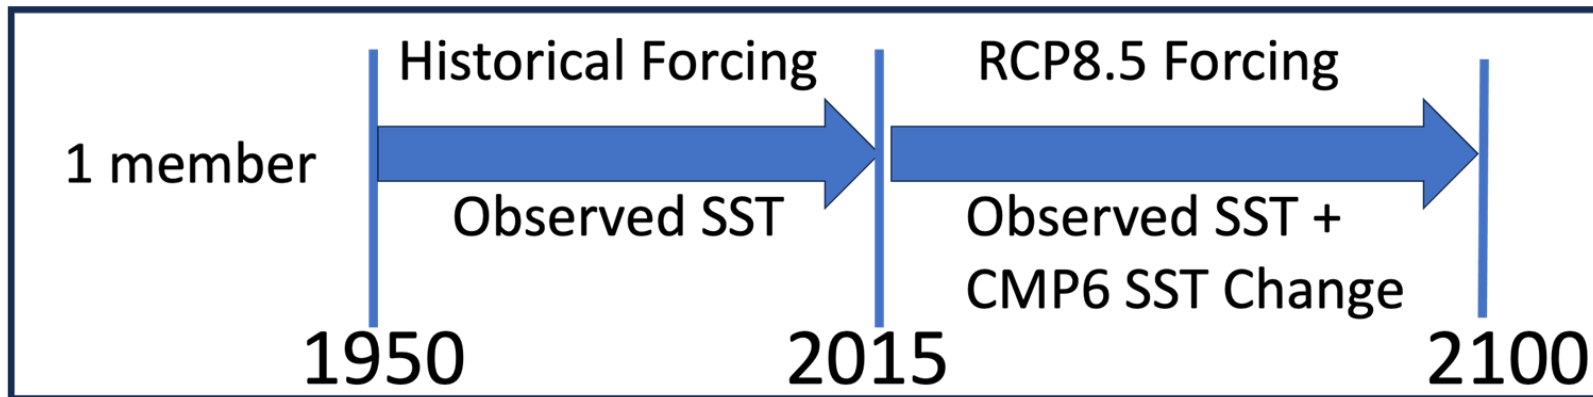 Historical Forcing
RCP8.5 Forcing
1 member
Observed SST
Observed SST +
CMP6 SST Change
1950
2015
2100